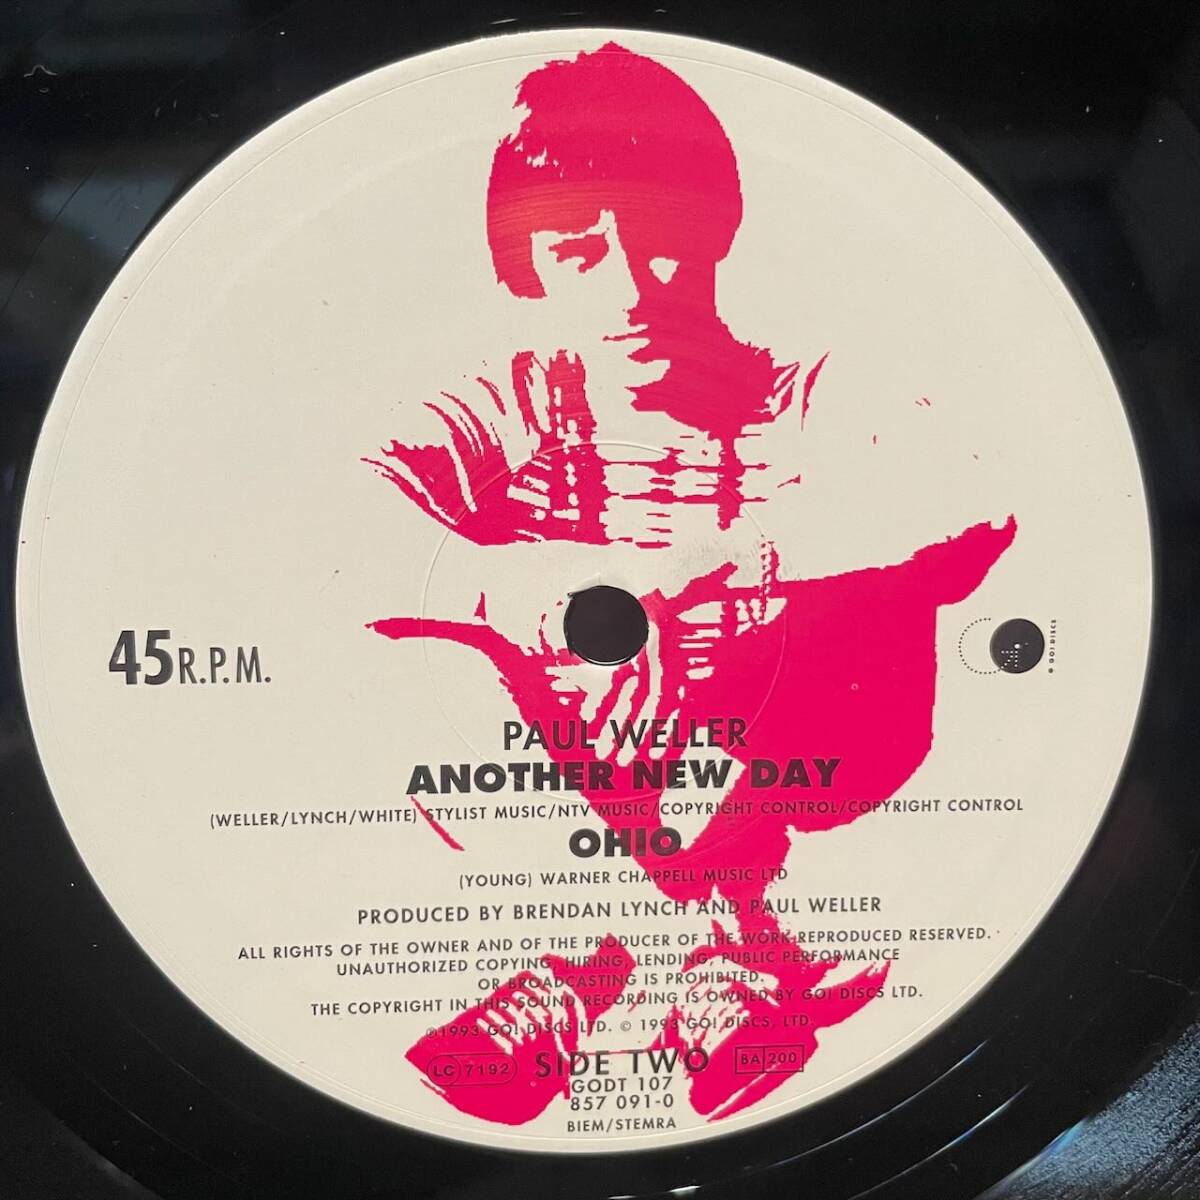 45 R.P.M.
© GO! DISCS
PAUL WELLER
ANOTHER NEW DAY
(WELLER/LYNCH/WHITE) STYLIST MUSIC/NTV MUSIC/COPYRIGHT CONTROL/COPYRIGHT CONTROL
OHIO
(YOUNG) WARNER CHAPPELL MUSIC LTD
PRODUCED BY BRENDAN LYNCH AND PAUL WELLER
ALL RIGHTS OF THE OWNER AND OF THE PRODUCER OF THE WORK REPRODUCED RESERVED.
UNAUTHORIZED COPYING, HIRING, LENDING, PUBLIC PERFORMANCE
OR BROADCASTING IS PROHIBITED.
THE COPYRIGHT IN THIS SOUND RECORDING IS OWNED BY GO! DISCS LTD.
℗1993 GO! DISCS LTD. © 1993 GO! DISCS, LTD.
LC 7192 SIDE TWO BA 200
GODT 107
857 091-0
BIEM/STEMRA